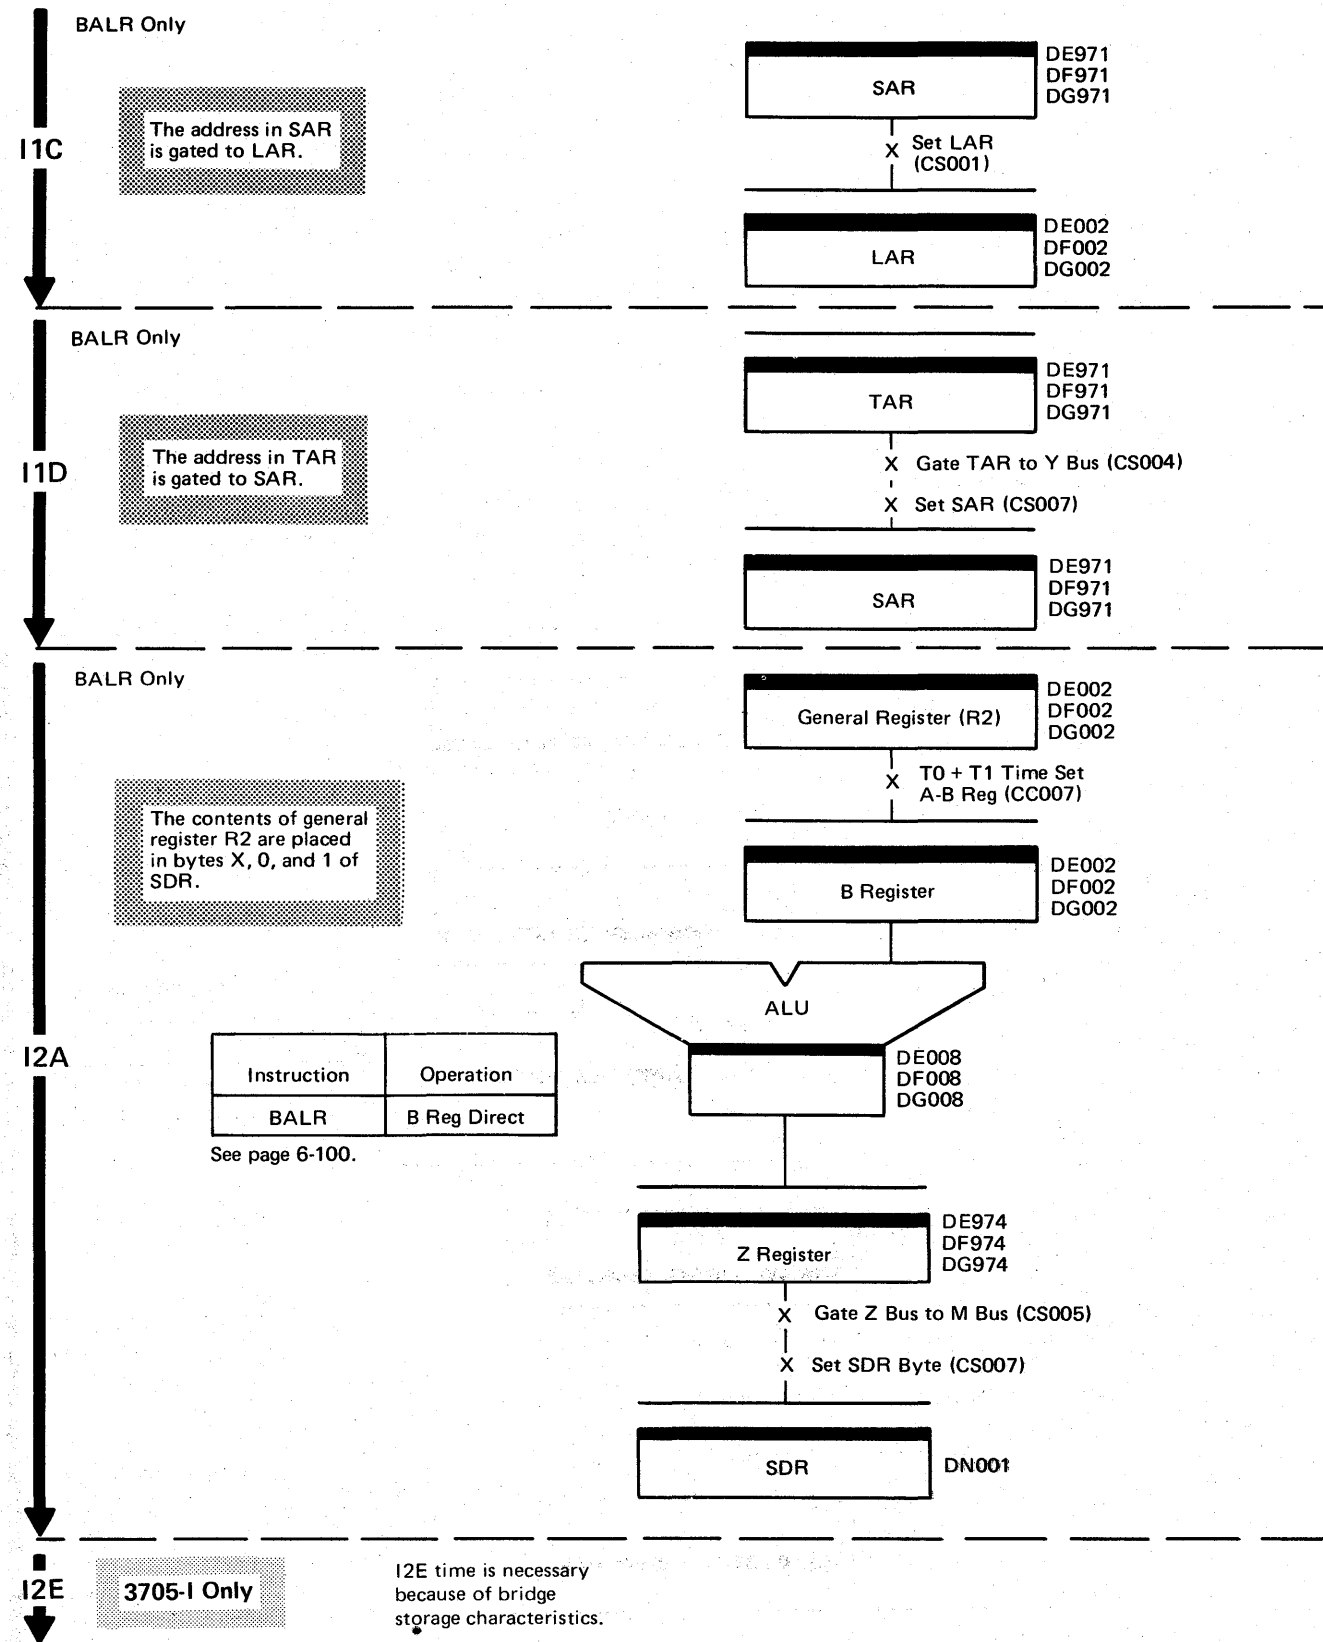 BALR Only
I1C
The address in SAR
is gated to LAR.
SAR
DE971
DF971
DG971
X Set LAR
(CS001)
LAR
DE002
DF002
DG002
BALR Only
I1D
The address in TAR
is gated to SAR.
TAR
DE971
DF971
DG971
X Gate TAR to Y Bus (CS004)
X Set SAR (CS007)
SAR
DE971
DF971
DG971
BALR Only
I2A
The contents of general
register R2 are placed
in bytes X, 0, and 1 of
SDR.
General Register (R2)
DE002
DF002
DG002
X T0 + T1 Time Set
A-B Reg (CC007)
B Register
DE002
DF002
DG002
ALU
DE008
DF008
DG008
Instruction Operation
BALR B Reg Direct
See page 6-100.
Z Register
DE974
DF974
DG974
X Gate Z Bus to M Bus (CS005)
X Set SDR Byte (CS007)
SDR
DN001
I2E
3705-I Only
I2E time is necessary
because of bridge
storage characteristics.